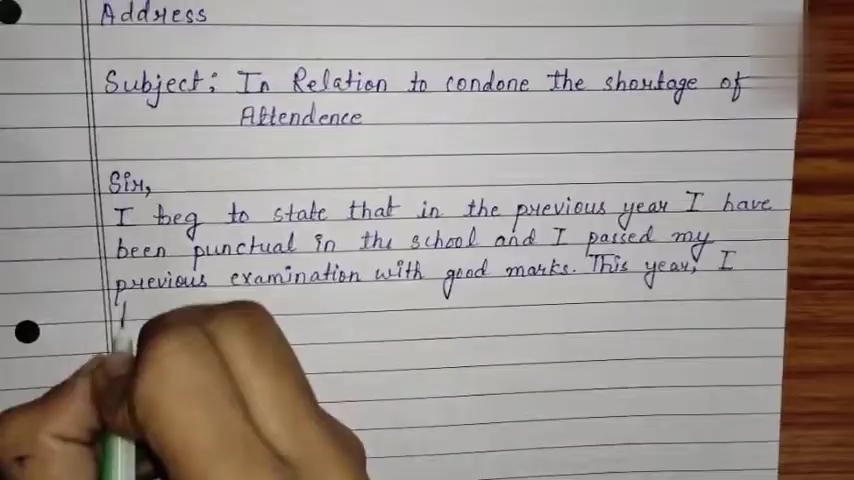 Address
Subject: In Relation to condone the shortage of
Attendence
Sir,
I beg to state that in the previous year I have
been punctual in the school and I passed my
previous examination with good marks. This year, I